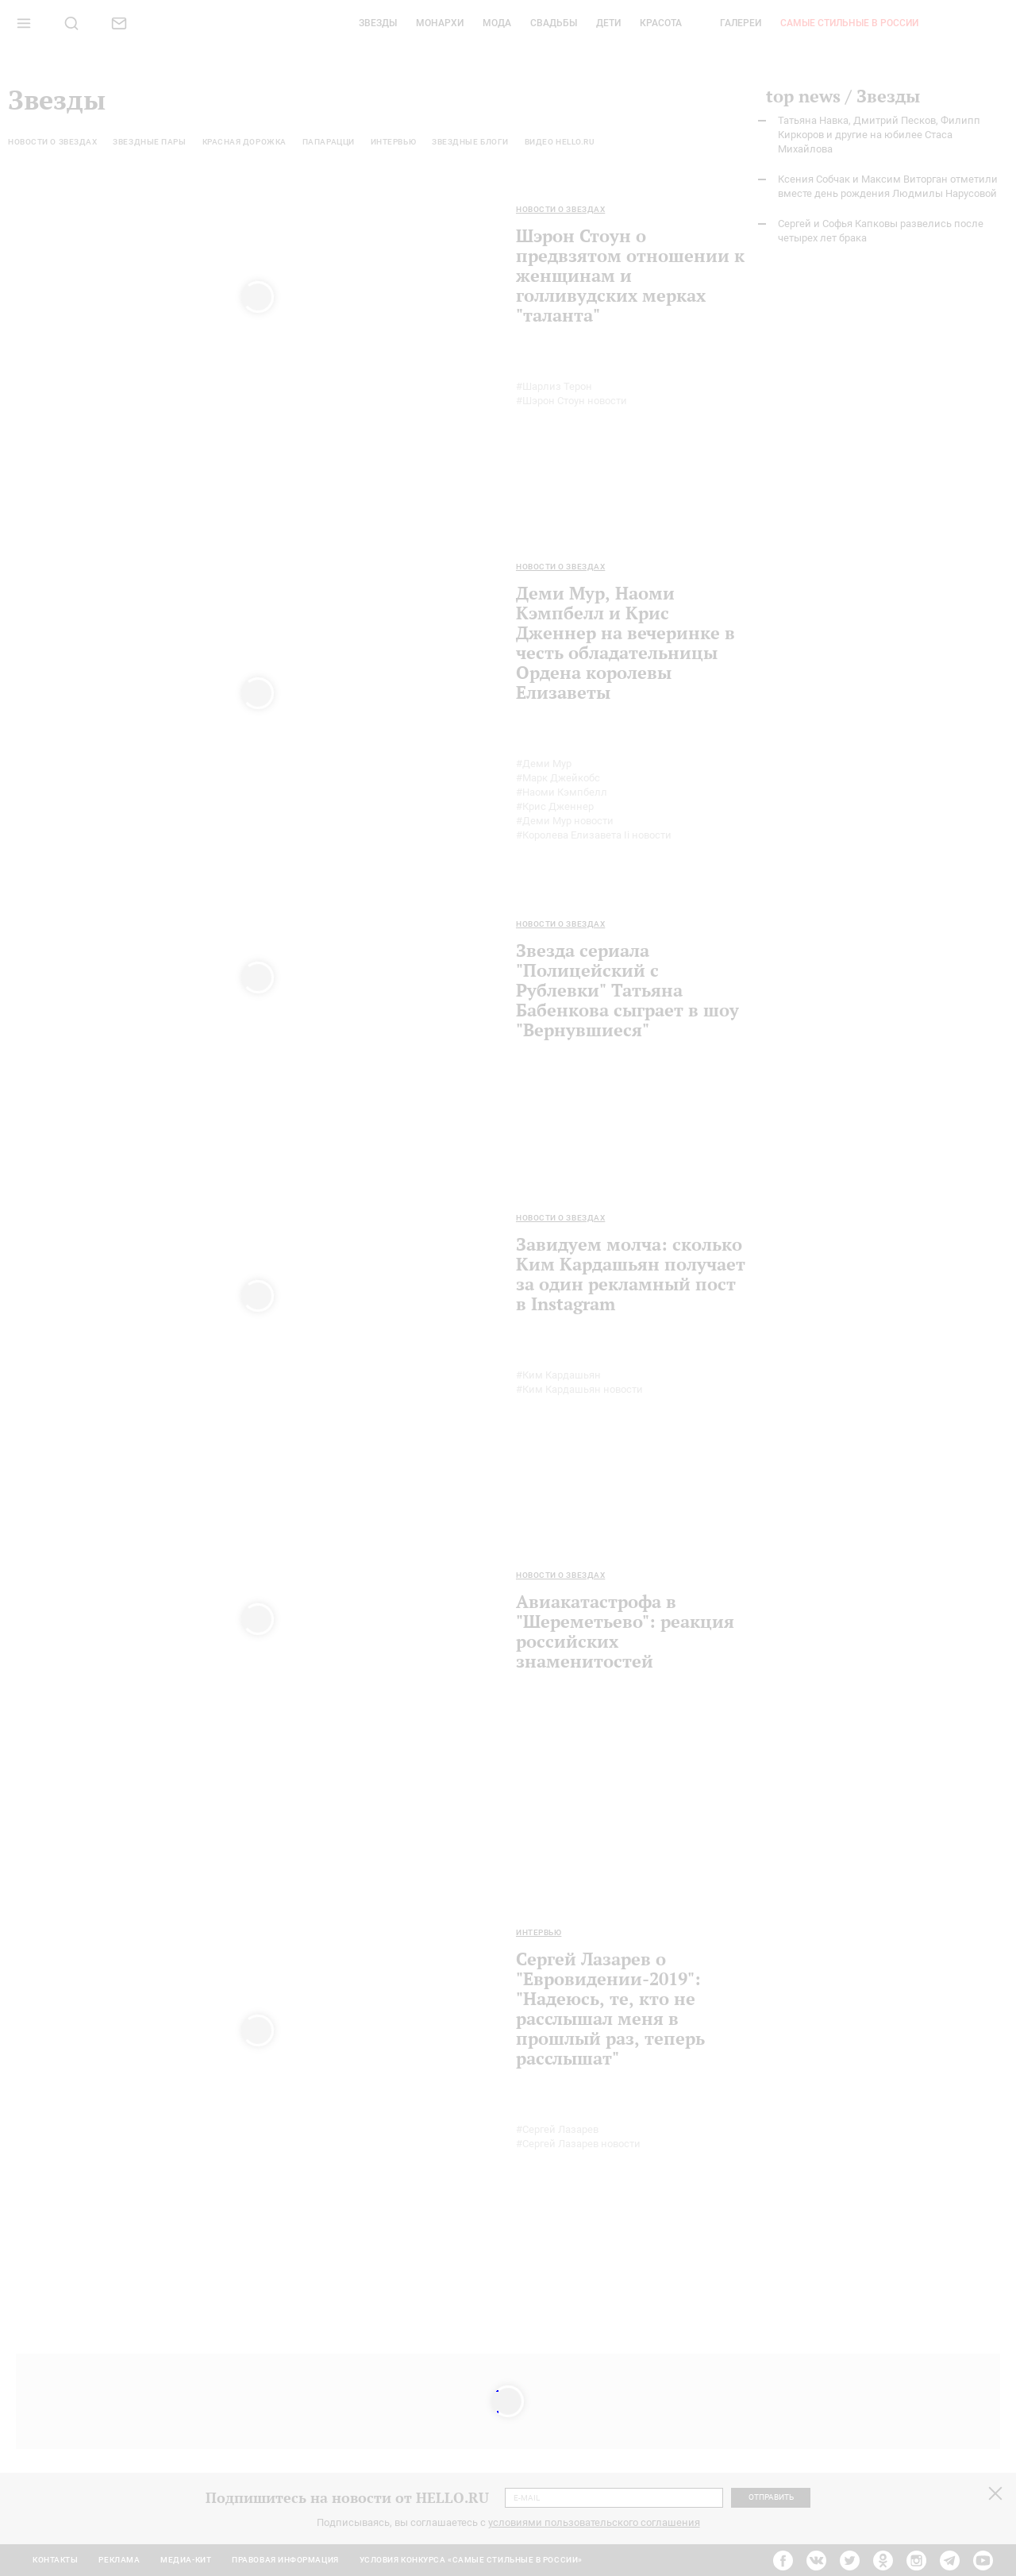 ЗВЕЗДЫ МОНАРХИ МОДА СВАДЬБЫ ДЕТИ КРАСОТА ГАЛЕРЕИ САМЫЕ СТИЛЬНЫЕ В РОССИИ
Звезды
НОВОСТИ О ЗВЕЗДАХ ЗВЕЗДНЫЕ ПАРЫ КРАСНАЯ ДОРОЖКА ПАПАРАЦЦИ ИНТЕРВЬЮ ЗВЕЗДНЫЕ БЛОГИ ВИДЕО HELLO.RU
top news / Звезды
Татьяна Навка, Дмитрий Песков, Филипп
Киркоров и другие на юбилее Стаса
Михайлова
Ксения Собчак и Максим Виторган отметили
вместе день рождения Людмилы Нарусовой
Сергей и Софья Капковы развелись после
четырех лет брака
НОВОСТИ О ЗВЕЗДАХ
Шэрон Стоун о
предвзятом отношении к
женщинам и
голливудских мерках
"таланта"
#Шарлиз Терон
#Шэрон Стоун новости
НОВОСТИ О ЗВЕЗДАХ
Деми Мур, Наоми
Кэмпбелл и Крис
Дженнер на вечеринке в
честь обладательницы
Ордена королевы
Елизаветы
#Деми Мур
#Марк Джейкобс
#Наоми Кэмпбелл
#Крис Дженнер
#Деми Мур новости
#Королева Елизавета II новости
НОВОСТИ О ЗВЕЗДАХ
Звезда сериала
"Полицейский с
Рублевки" Татьяна
Бабенкова сыграет в шоу
"Вернувшиеся"
НОВОСТИ О ЗВЕЗДАХ
Завидуем молча: сколько
Ким Кардашьян получает
за один рекламный пост
в Instagram
#Ким Кардашьян
#Ким Кардашьян новости
НОВОСТИ О ЗВЕЗДАХ
Авиакатастрофа в
"Шереметьево": реакция
российских
знаменитостей
ИНТЕРВЬЮ
Сергей Лазарев о
"Евровидении-2019":
"Надеюсь, те, кто не
расслышал меня в
прошлый раз, теперь
расслышат"
#Сергей Лазарев
#Сергей Лазарев новости
Подпишитесь на новости от HELLO.RU E-MAIL ОТПРАВИТЬ
Подписываясь, вы соглашаетесь с условиями пользовательского соглашения
КОНТАКТЫ РЕКЛАМА МЕДИА-КИТ ПРАВОВАЯ ИНФОРМАЦИЯ УСЛОВИЯ КОНКУРСА «САМЫЕ СТИЛЬНЫЕ В РОССИИ»